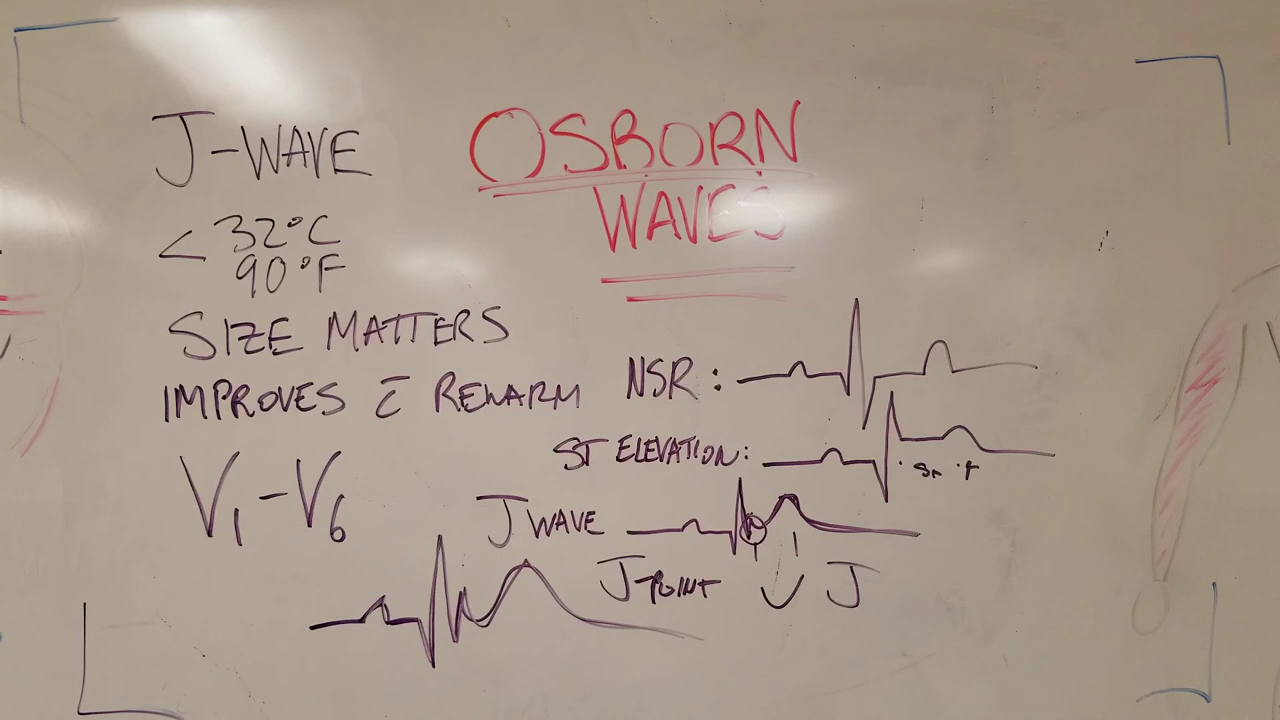 OSBORN
WAVES
J-WAVE
< 32°C
90°F
SIZE MATTERS
IMPROVES c̄ REWARM
V1-V6
NSR:
ST ELEVATION:
J WAVE
J-POINT
J